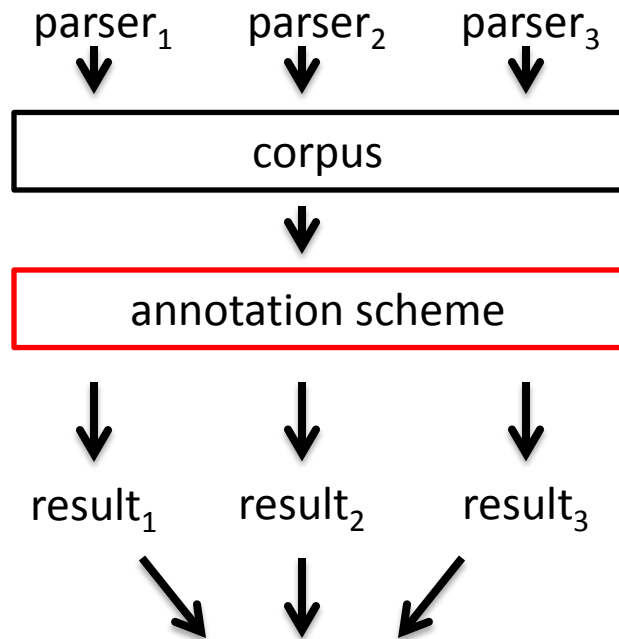 parser₁ parser₂ parser₃
corpus
annotation scheme
result₁ result₂ result₃